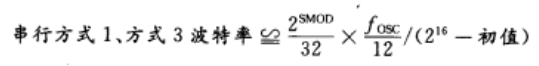 串行方式 1、方式 3 波特率 ≌ 2^SMOD/32 × f_OSC/12 /(2^16 − 初值)